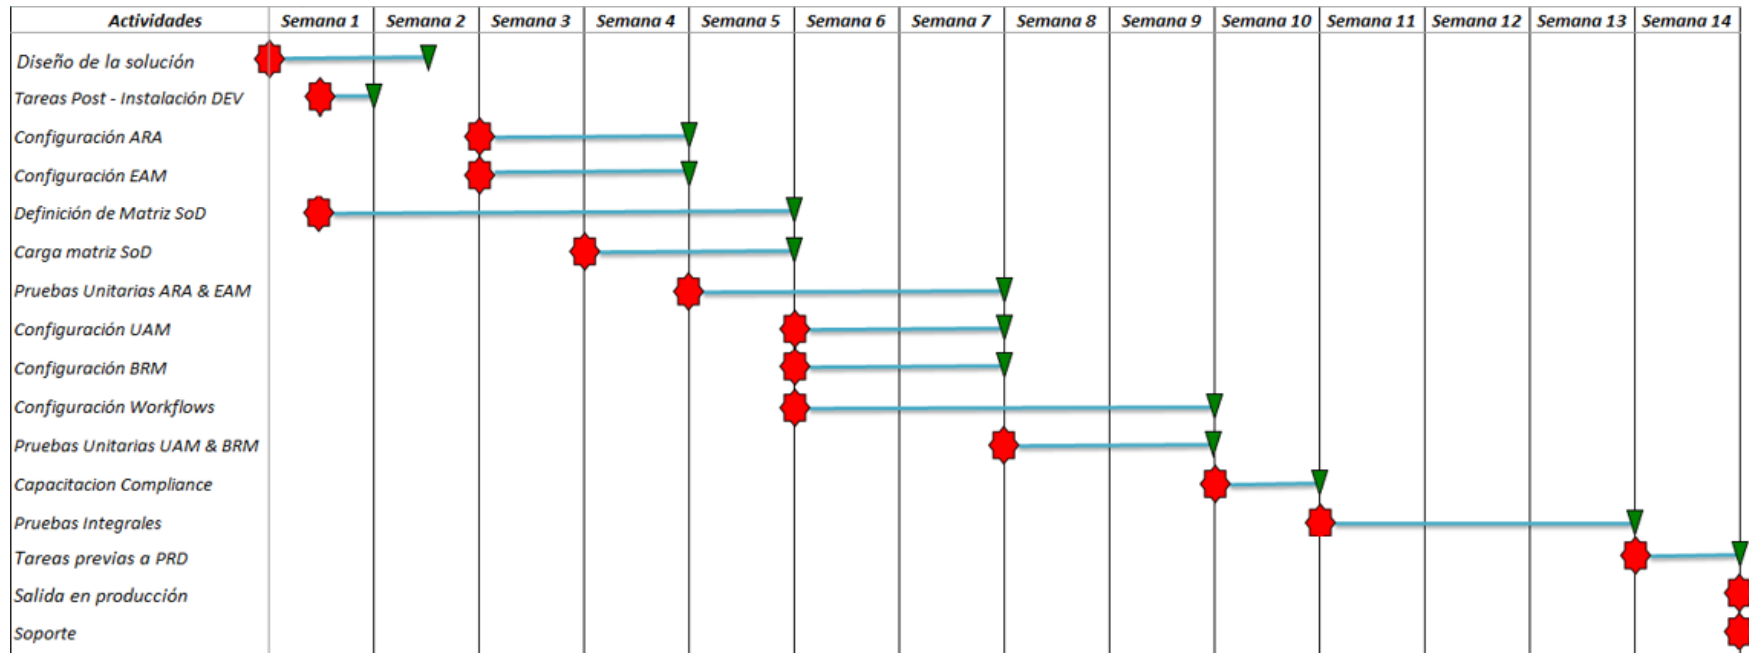 Actividades Semana 1 Semana 2 Semana 3 Semana 4 Semana 5 Semana 6 Semana 7 Semana 8 Semana 9 Semana 10 Semana 11 Semana 12 Semana 13 Semana 14
Diseño de la solución
Tareas Post - Instalación DEV
Configuración ARA
Configuración EAM
Definición de Matriz SoD
Carga matriz SoD
Pruebas Unitarias ARA & EAM
Configuración UAM
Configuración BRM
Configuración Workflows
Pruebas Unitarias UAM & BRM
Capacitacion Compliance
Pruebas Integrales
Tareas previas a PRD
Salida en producción
Soporte